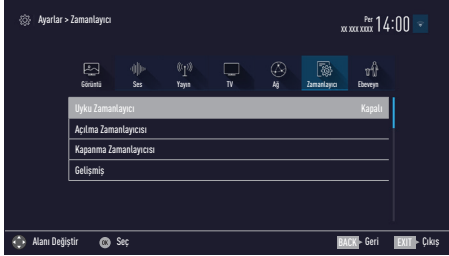 Ayarlar > Zamanlayıcı
Per
xx xxx xxxx 14:00
Görüntü Ses Yayın TV Ağ Zamanlayıcı Ebeveyn
Uyku Zamanlayıcı Kapalı
Açılma Zamanlayıcısı
Kapanma Zamanlayıcısı
Gelişmiş
Alanı Değiştir OK Seç BACK Geri EXIT Çıkış